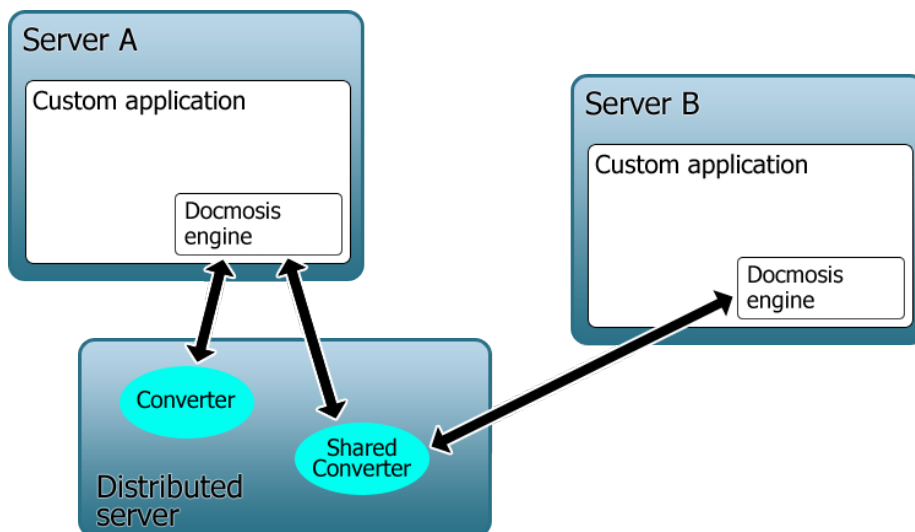 Server A
Custom application
Docmosis
engine
Server B
Custom application
Docmosis
engine
Converter
Shared
Converter
Distributed
server